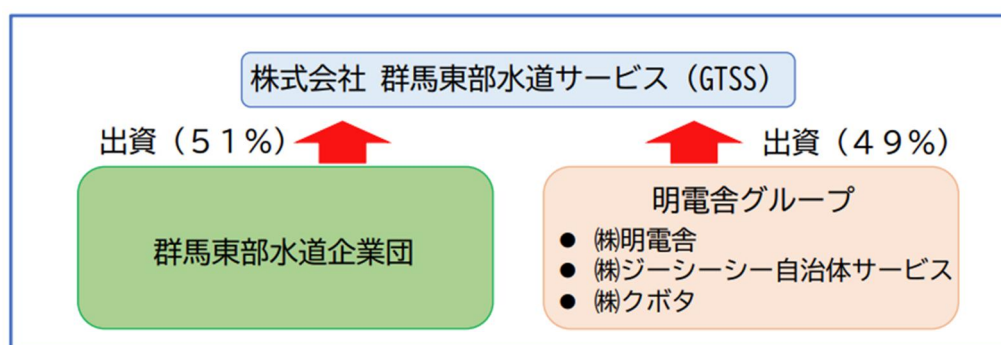 株式会社 群馬東部水道サービス（GTSS）
出資（５１％）
出資（４９％）
群馬東部水道企業団
明電舎グループ
● ㈱明電舎
● ㈱ジーシーシー自治体サービス
● ㈱クボタ